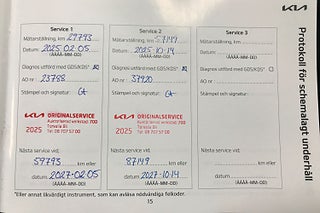 KIA
Protokoll för schemalagt underhåll
Service 1
Mätarställning, km 29793
Datum: 2025-02-05
(ÅÅÅÅ-MM-DD)
Diagnos utförd med GDS/KDS*
AO nr: 23788
Stämpel och signatur:
KIA ORIGINALSERVICE
2025
Nästa service vid:
59793 km eller
datum 2027-02-05
(ÅÅÅÅ-MM-DD)
Service 2
Mätarställning, km
Datum: 2025-10-14
(ÅÅÅÅ-MM-DD)
Diagnos utförd med GDS/KDS*
AO nr: 37920
Stämpel och signatur:
KIA ORIGINALSERVICE
2025
Nästa service vid:
87149 km eller
datum 2027-10-14
(ÅÅÅÅ-MM-DD)
Service 3
Mätarställning, km
Datum:
(ÅÅÅÅ-MM-DD)
Diagnos utförd med GDS/KDS*
AO nr:
Stämpel och signatur:
Nästa service vid:
km eller
datum
(ÅÅÅÅ-MM-DD)
*Eller annat likvärdigt instrument, som kan avläsa nödvändiga felkoder.
15